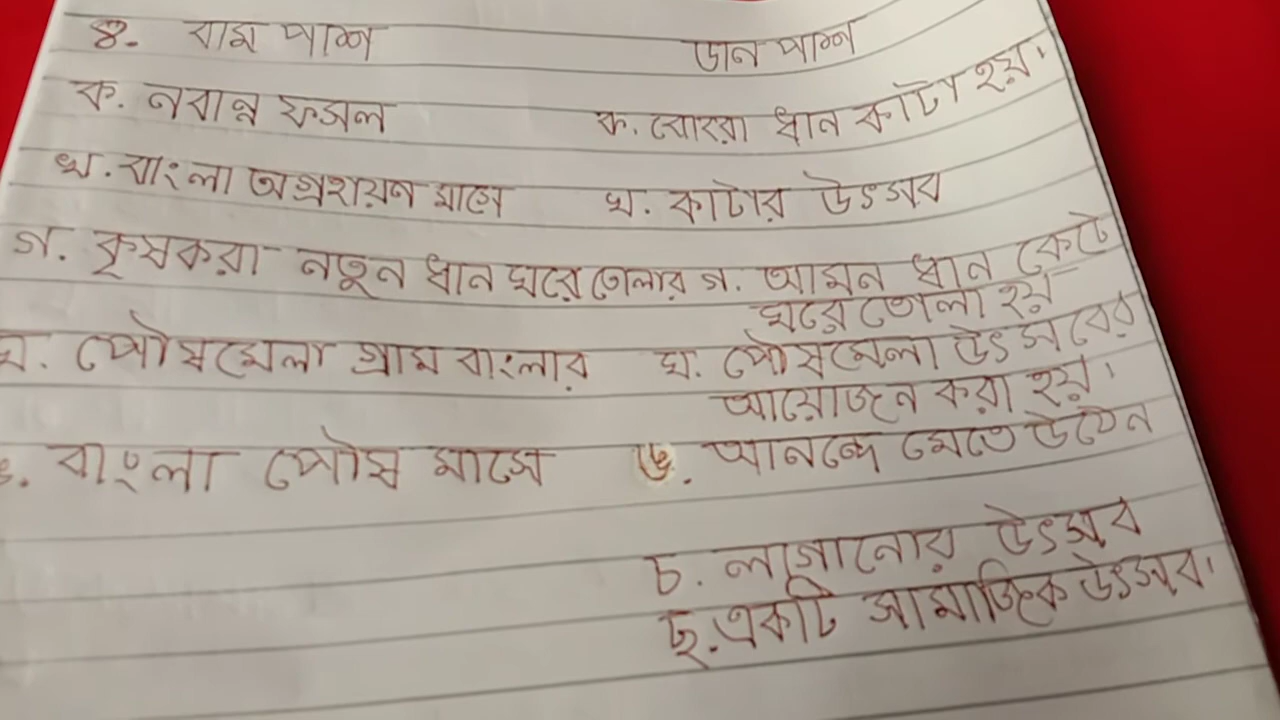 ৪. বাম পাশ ডান পাশ
ক. নবান্ন ফসল ক. বোরো ধান কাটা হয়।
খ. বাংলা অগ্রহায়ন মাসে খ. কাটার উৎসব
গ. কৃষকরা নতুন ধান ঘরে তোলার গ. আমন ধান কেটে
ঘরে তোলা হয়
ঘ. পৌষমেলা গ্রাম বাংলার ঘ. পৌষমেলা উৎসবের
আয়োজন করা হয়।
ঙ. বাংলা পৌষ মাসে ঙ. আনন্দে মেতে উঠেন
চ. লাগানোর উৎসব
ছ. একটি সামাজিক উৎসব।